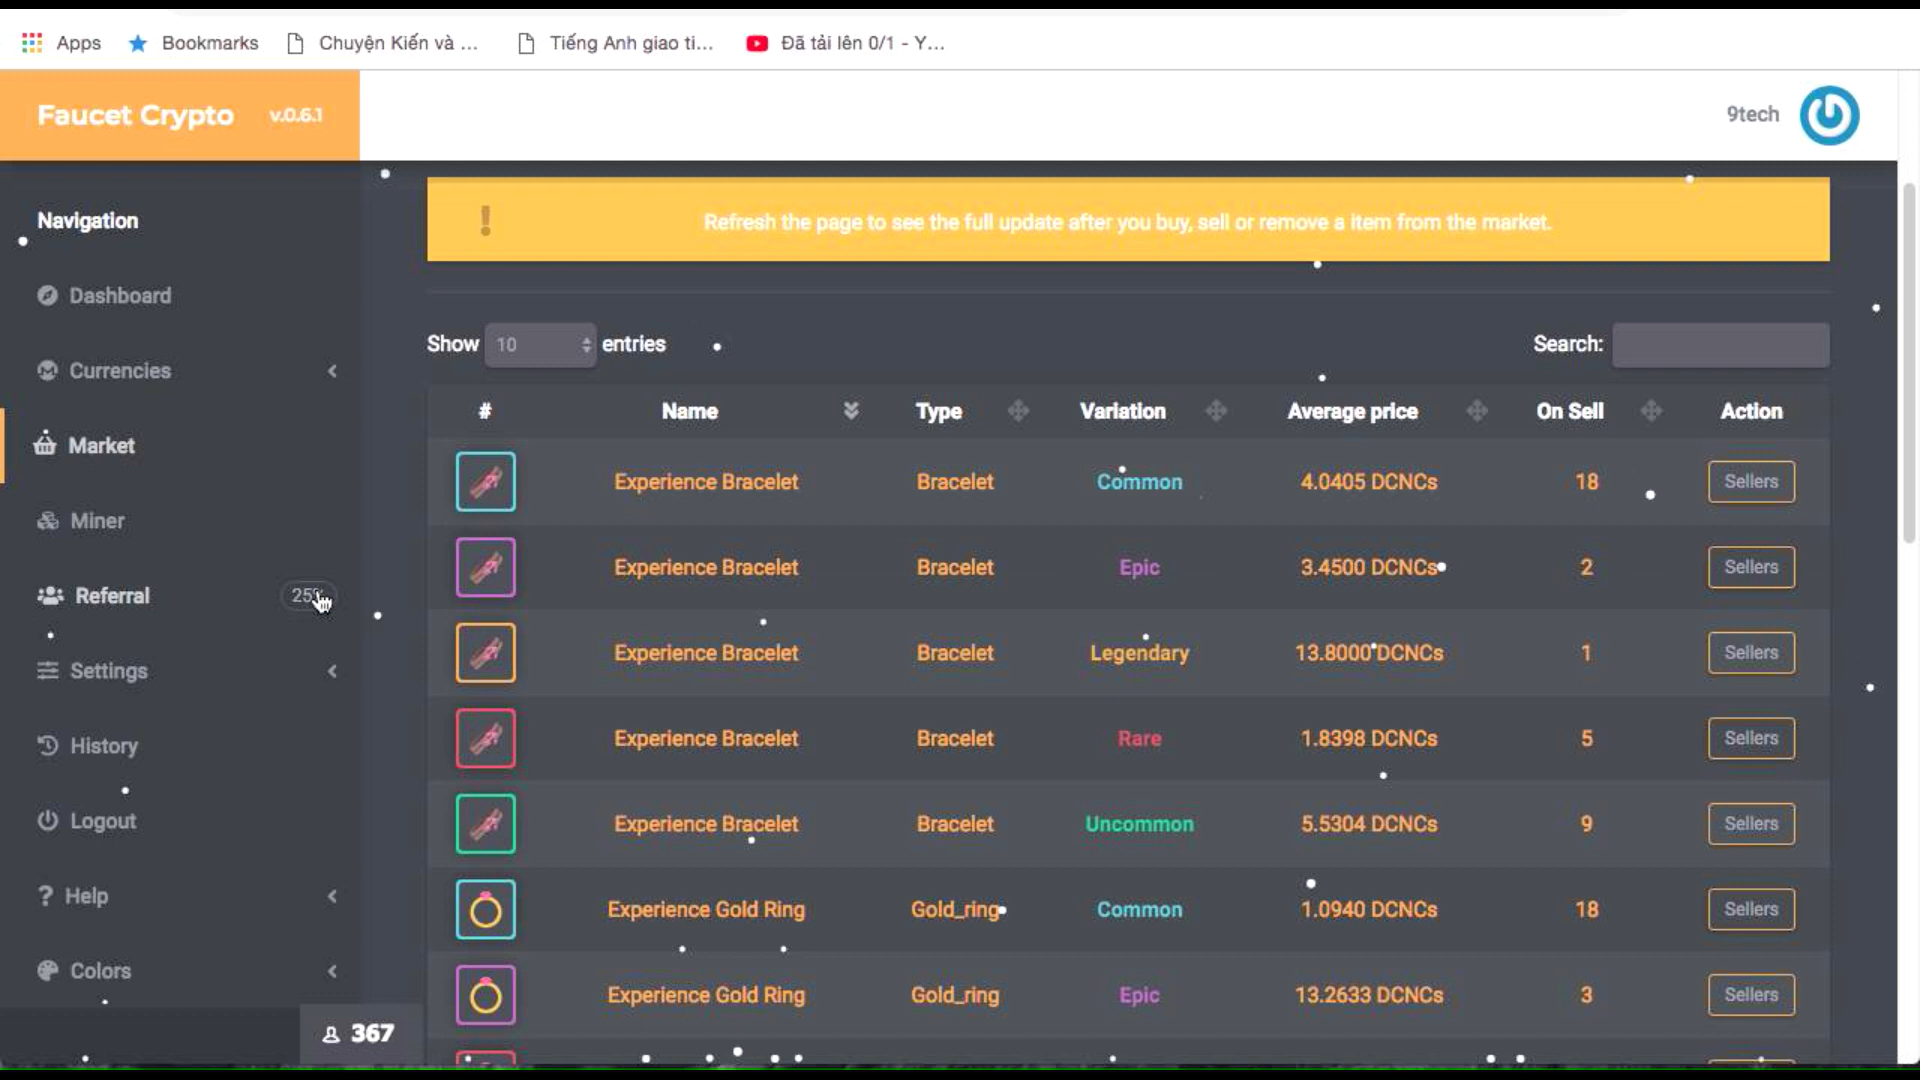 Apps Bookmarks Chuyện Kiến và ... Tiếng Anh giao ti... Đã tải lên 0/1 - Y...
Faucet Crypto v.0.6.1
9tech
Navigation
Dashboard
Currencies
Market
Miner
Referral
Settings
History
Logout
Help
Colors
367
Refresh the page to see the full update after you buy, sell or remove a item from the market.
Show 10 entries Search:
# Name Type Variation Average price On Sell Action
Experience Bracelet Bracelet Common 4.0405 DCNCs 18 Sellers
Experience Bracelet Bracelet Epic 3.4500 DCNCs 2 Sellers
Experience Bracelet Bracelet Legendary 13.8000 DCNCs 1 Sellers
Experience Bracelet Bracelet Rare 1.8398 DCNCs 5 Sellers
Experience Bracelet Bracelet Uncommon 5.5304 DCNCs 9 Sellers
Experience Gold Ring Gold_ring Common 1.0940 DCNCs 18 Sellers
Experience Gold Ring Gold_ring Epic 13.2633 DCNCs 3 Sellers